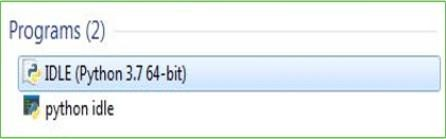 Programs (2)
IDLE (Python 3.7 64-bit)
python idle